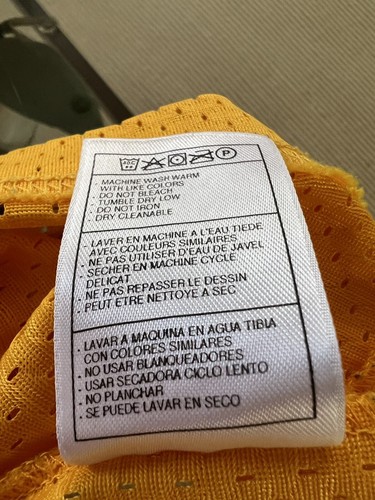 · MACHINE WASH WARM
WITH LIKE COLORS
· DO NOT BLEACH
· TUMBLE DRY LOW
· DO NOT IRON
· DRY CLEANABLE
· LAVER EN MACHINE A L'EAU TIEDE
AVEC COULEURS SIMILAIRES
· NE PAS UTILISER D'EAU DE JAVEL
· SECHER EN MACHINE CYCLE
DELICAT
· NE PAS REPASSER LE DESSIN
· PEUT ETRE NETTOYE A SEC
· LAVAR A MAQUINA EN AGUA TIBIA
CON COLORES SIMILARES
· NO USAR BLANQUEADORES
· USAR SECADORA CICLO LENTO
· NO PLANCHAR
· SE PUEDE LAVAR EN SECO